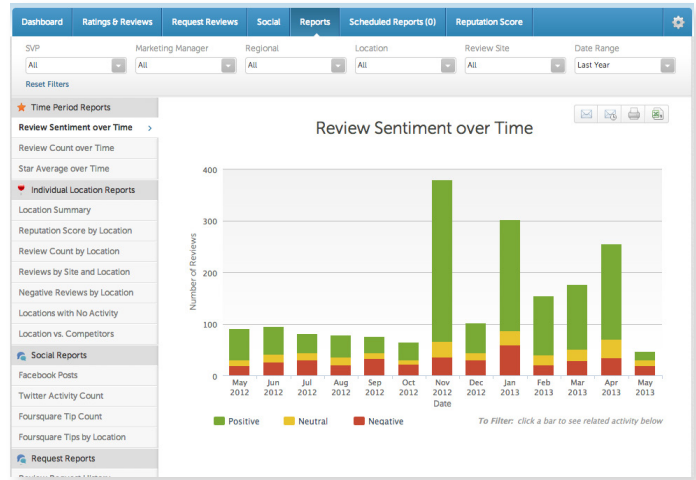 Dashboard Ratings & Reviews Request Reviews Social Reports Scheduled Reports (0) Reputation Score
SVP Marketing Manager Regional Location Review Site Date Range
All All All All All Last Year
Reset Filters
Time Period Reports
Review Sentiment over Time >
Review Count over Time
Star Average over Time
Individual Location Reports
Location Summary
Reputation Score by Location
Review Count by Location
Reviews by Site and Location
Negative Reviews by Location
Locations with No Activity
Location vs. Competitors
Social Reports
Facebook Posts
Twitter Activity Count
Foursquare Tip Count
Foursquare Tips by Location
Request Reports
Review Sentiment over Time
400
300
200
100
0
Number of Reviews
May Jun Jul Aug Sep Oct Nov Dec Jan Feb Mar Apr May
2012 2012 2012 2012 2012 2012 2012 2012 2013 2013 2013 2013 2013
Date
Positive Neutral Negative
To Filter: click a bar to see related activity below